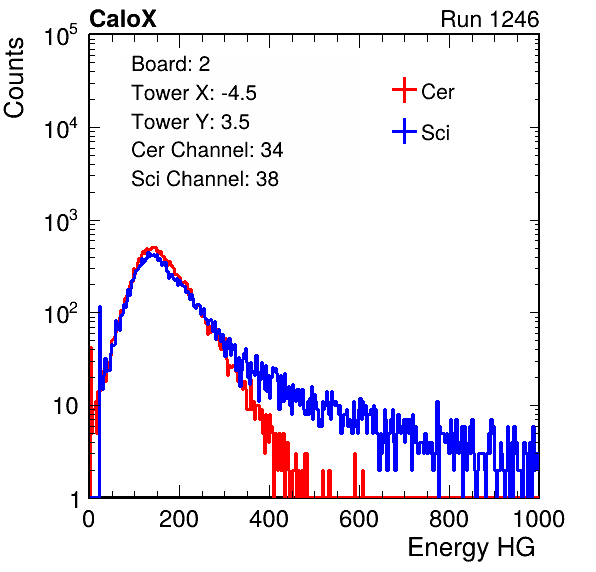 CaloX Run 1246
Counts
Board: 2
Tower X: -4.5
Tower Y: 3.5
Cer Channel: 34
Sci Channel: 38
Cer
Sci
10^5
10^4
10^3
10^2
10
1
0 200 400 600 800 1000
Energy HG